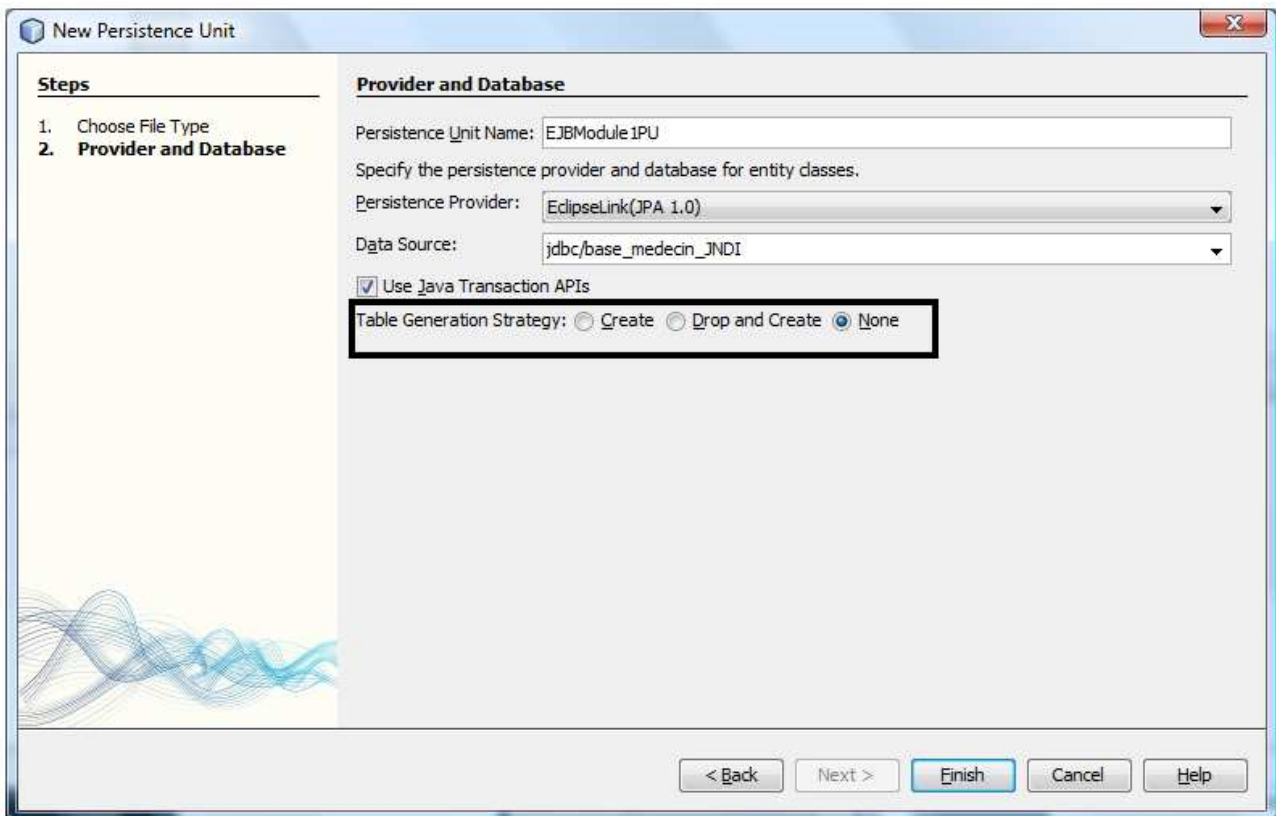 New Persistence Unit
Steps
1. Choose File Type
2. Provider and Database
Provider and Database
Persistence Unit Name: EJBModule1PU
Specify the persistence provider and database for entity classes.
Persistence Provider: EclipseLink(JPA 1.0)
Data Source: jdbc/base_medecin_JNDI
Use Java Transaction APIs
Table Generation Strategy: Create Drop and Create None
< Back Next > Finish Cancel Help